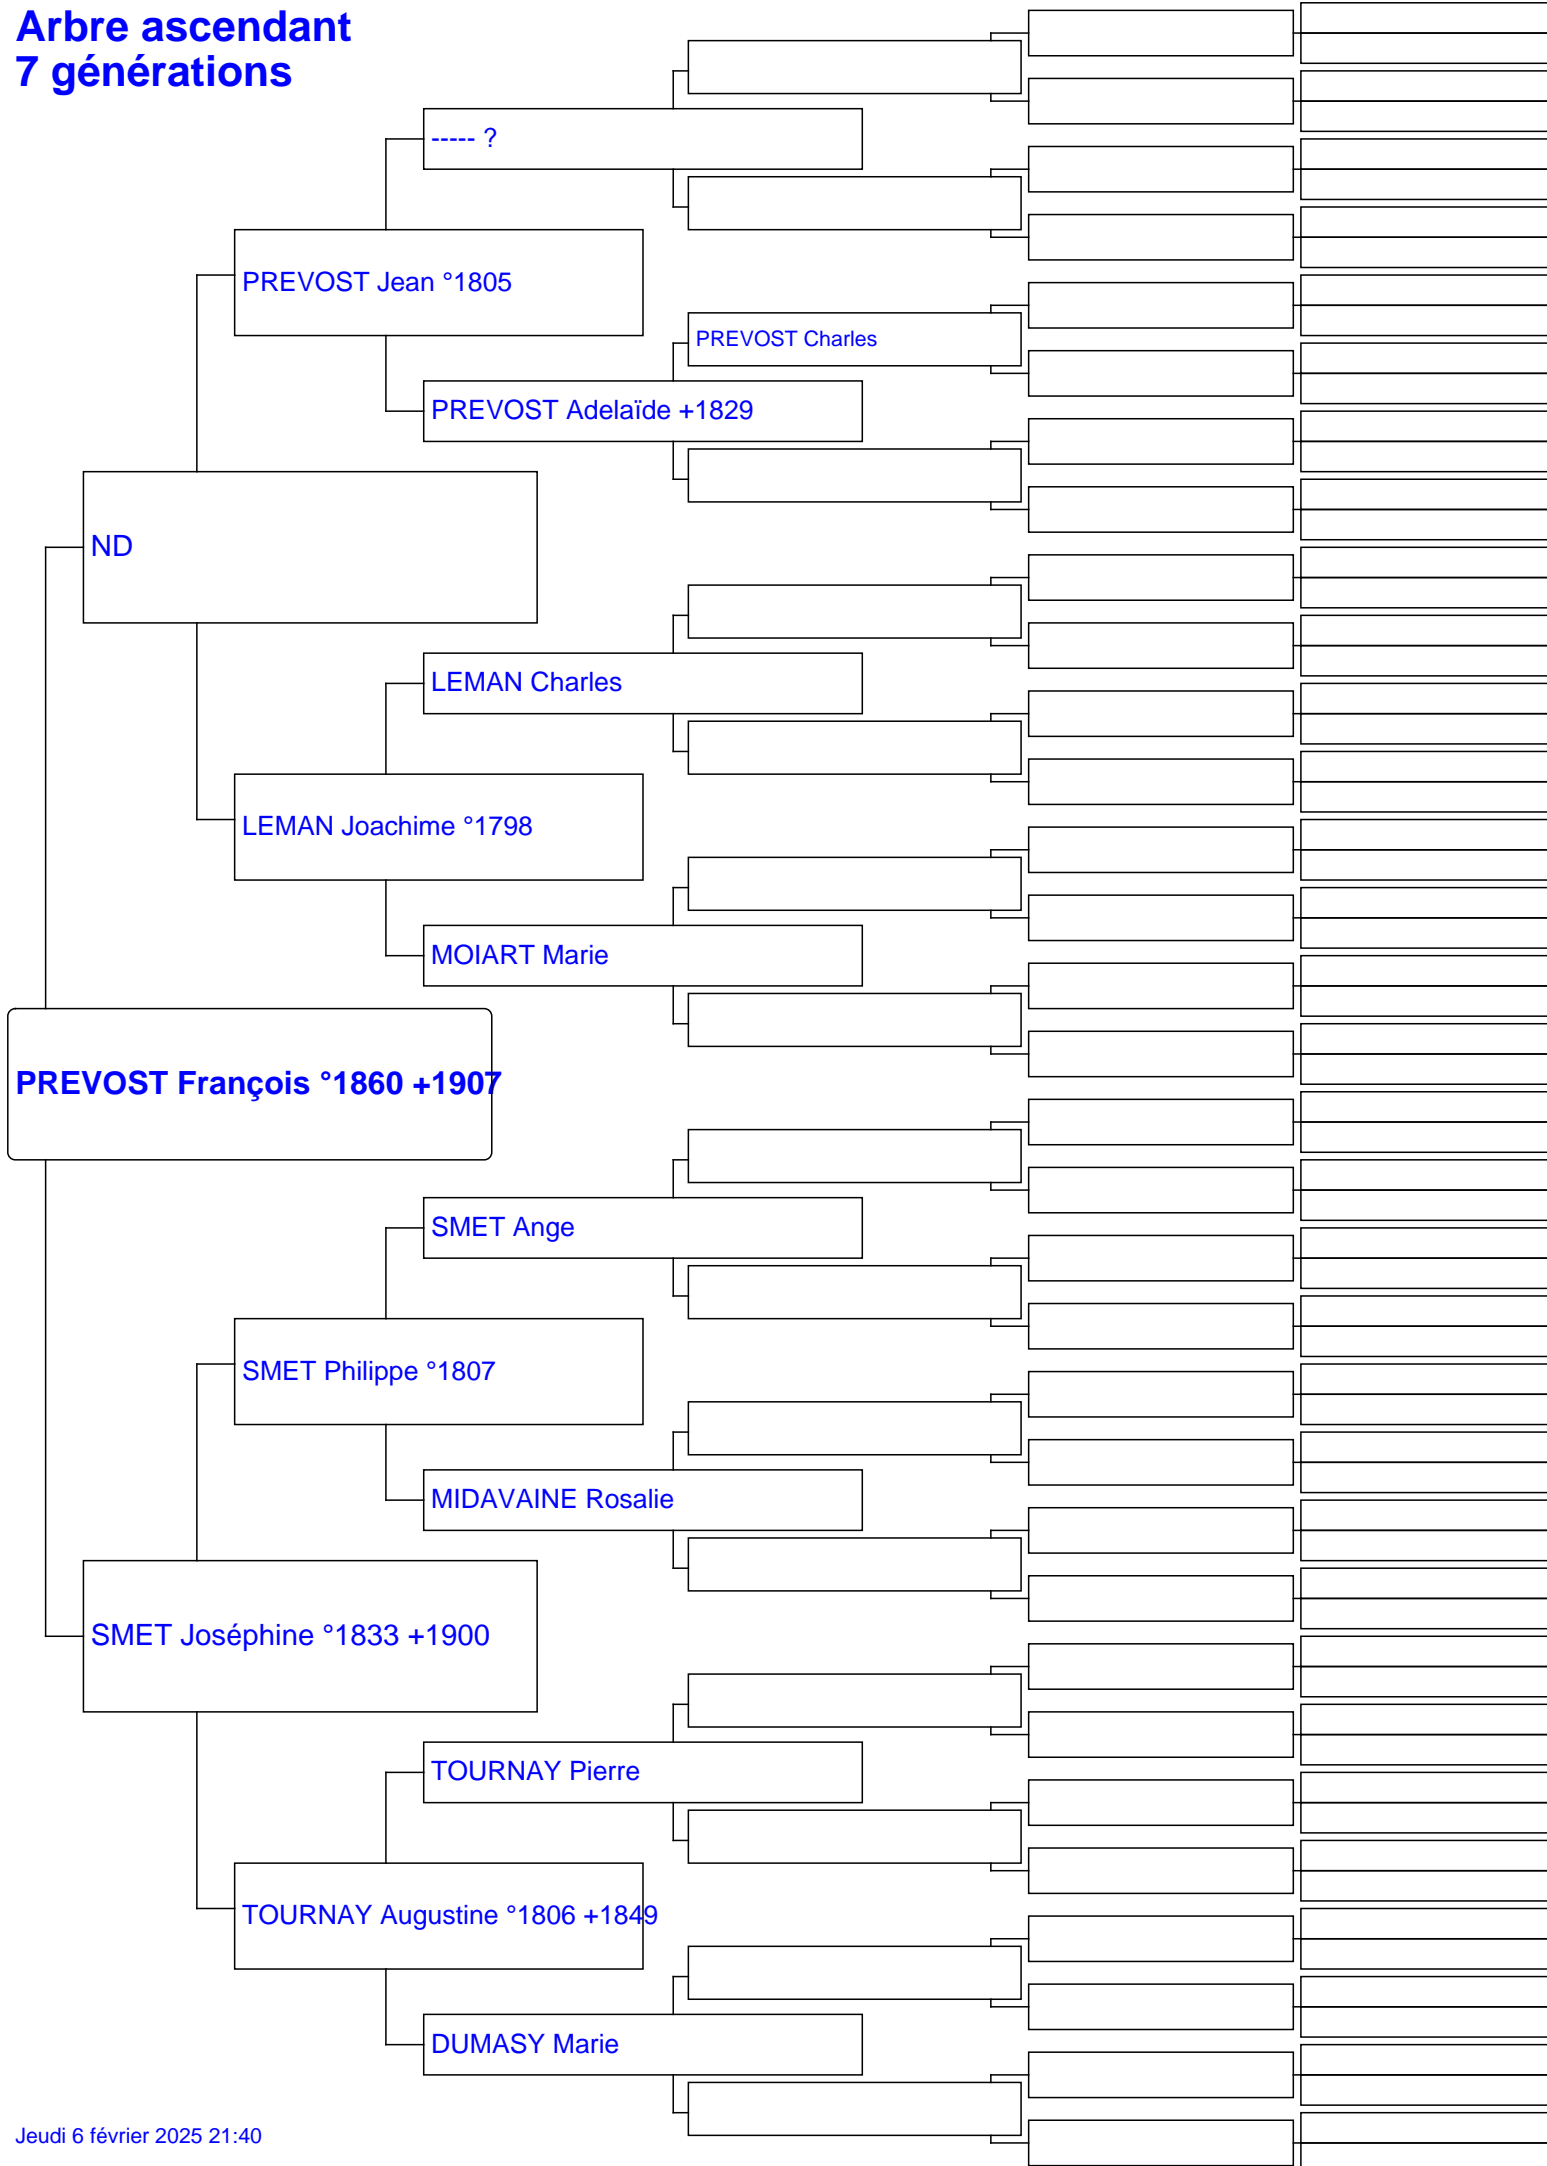 Arbre ascendant
7 générations
----- ?
PREVOST Jean °1805
PREVOST Charles
PREVOST Adelaïde +1829
ND
LEMAN Charles
LEMAN Joachime °1798
MOIART Marie
PREVOST François °1860 +1907
SMET Ange
SMET Philippe °1807
MIDAVAINE Rosalie
SMET Joséphine °1833 +1900
TOURNAY Pierre
TOURNAY Augustine °1806 +1849
DUMASY Marie
Jeudi 6 février 2025 21:40